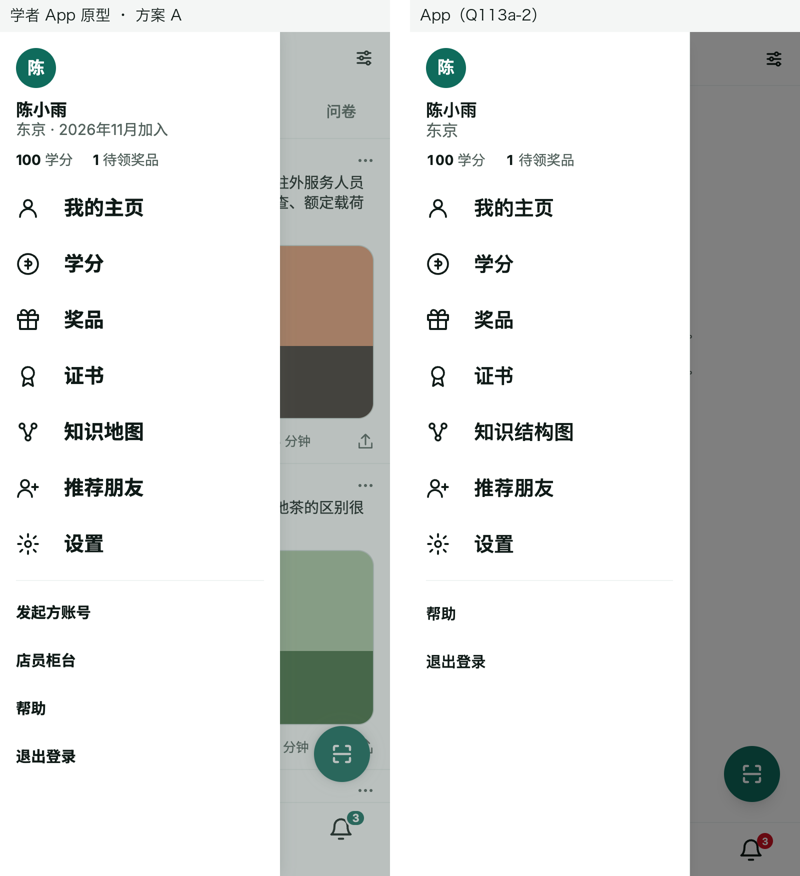 学者 App 原型 · 方案 A
陈
陈小雨
东京 · 2026年11月加入
100 学分 1 待领奖品
我的主页
学分
奖品
证书
知识地图
推荐朋友
设置
发起方账号
店员柜台
帮助
退出登录
问卷
驻外服务人员
查、额定载荷
分钟
他茶的区别很
分钟
3
App（Q113a-2）
陈
陈小雨
东京
100 学分 1 待领奖品
我的主页
学分
奖品
证书
知识结构图
推荐朋友
设置
帮助
退出登录
3